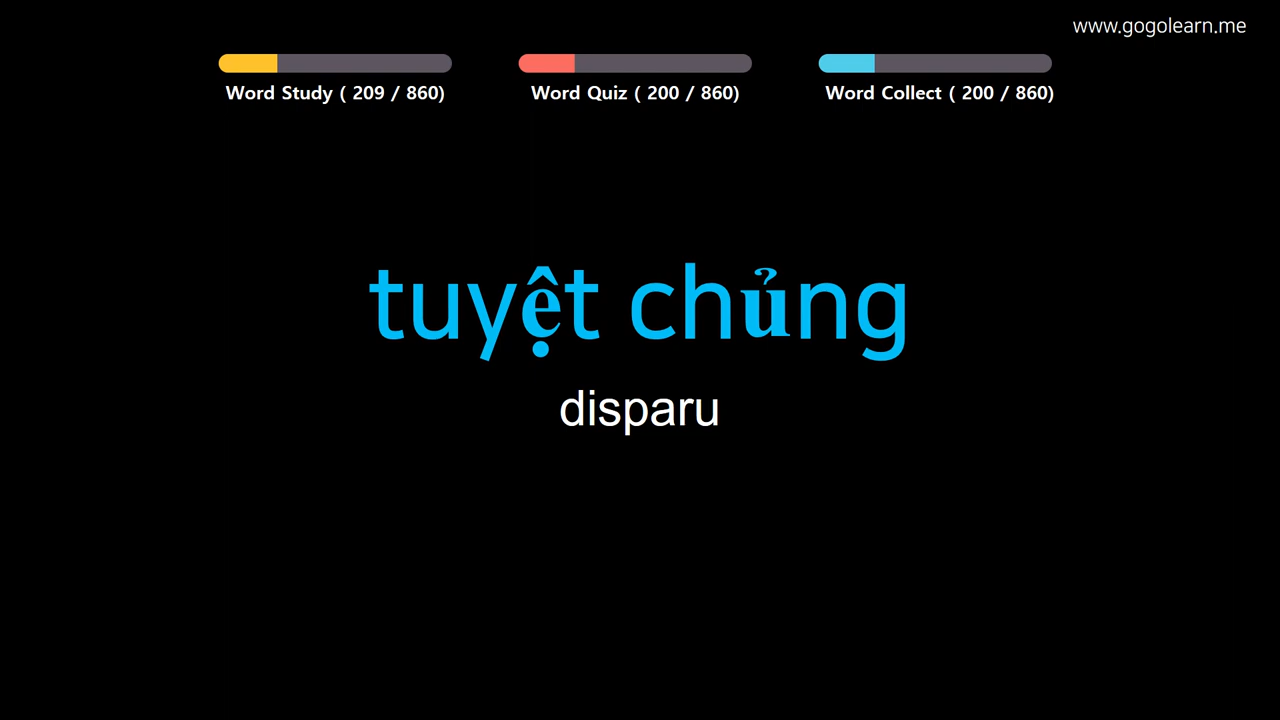 www.gogolearn.me
Word Study ( 209 / 860)
Word Quiz ( 200 / 860)
Word Collect ( 200 / 860)
tuyệt chủng
disparu